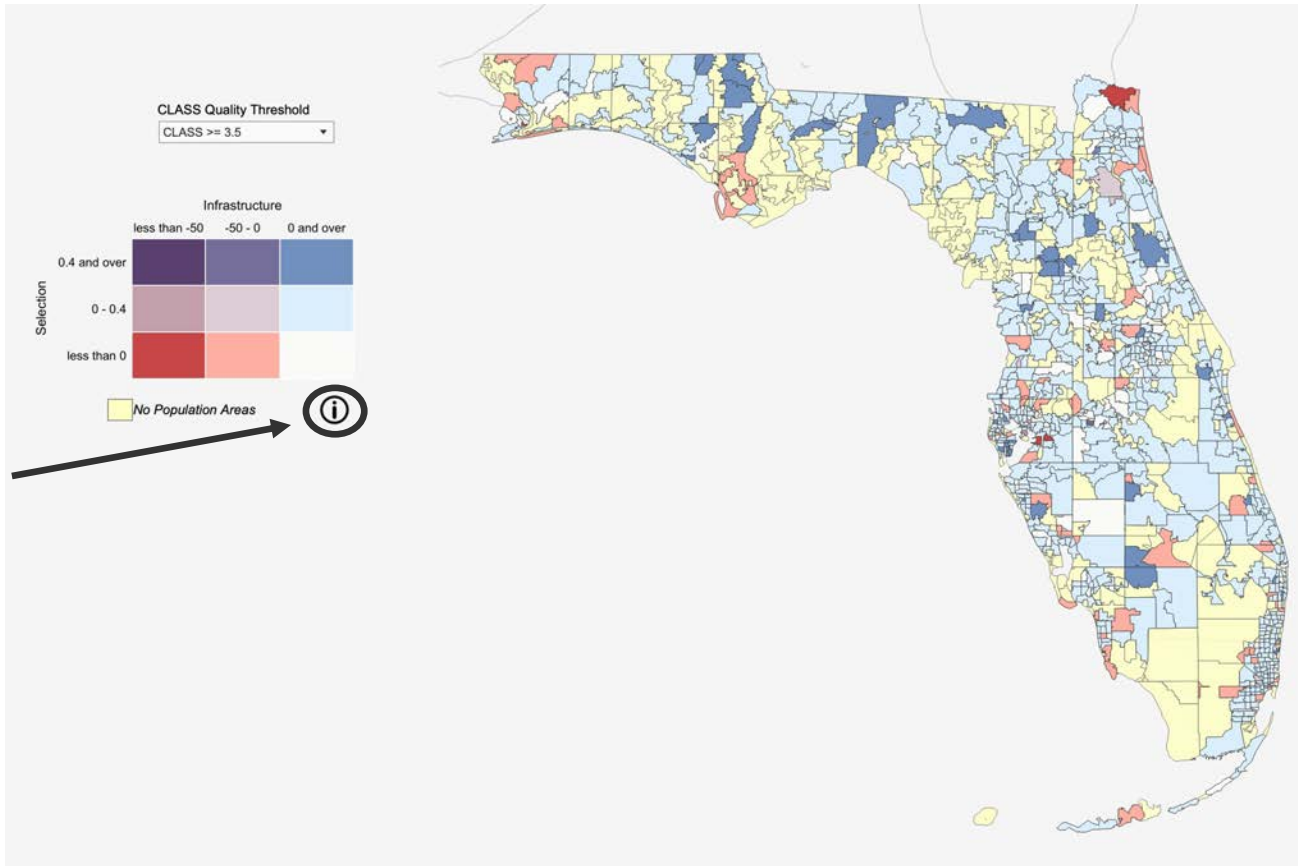 CLASS Quality Threshold
CLASS >= 3.5
Infrastructure
less than -50 -50 - 0 0 and over
Selection
0.4 and over
0 - 0.4
less than 0
No Population Areas
i